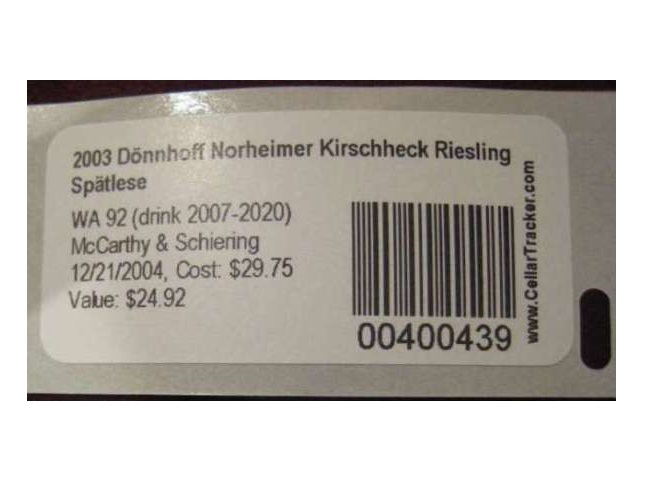 2003 Dönnhoff Norheimer Kirschheck Riesling
Spätlese
WA 92 (drink 2007-2020)
McCarthy & Schiering
12/21/2004, Cost: $29.75
Value: $24.92
00400439
www.CellarTracker.com